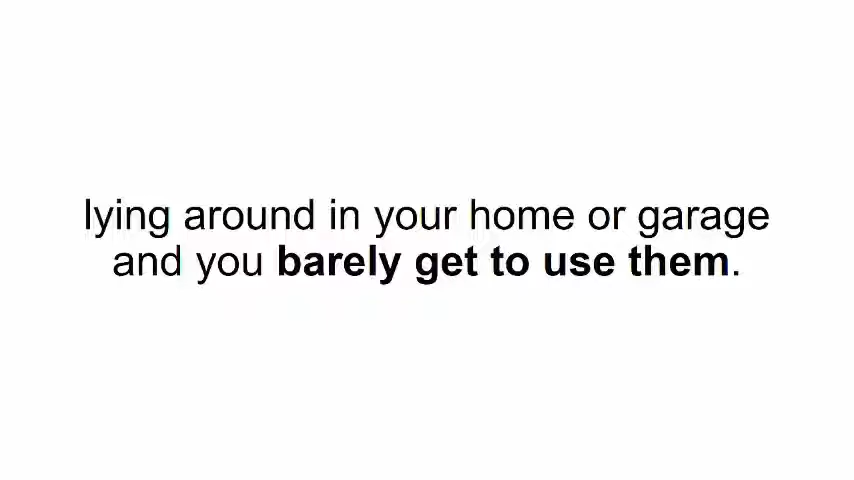 lying around in your home or garage
and you barely get to use them.